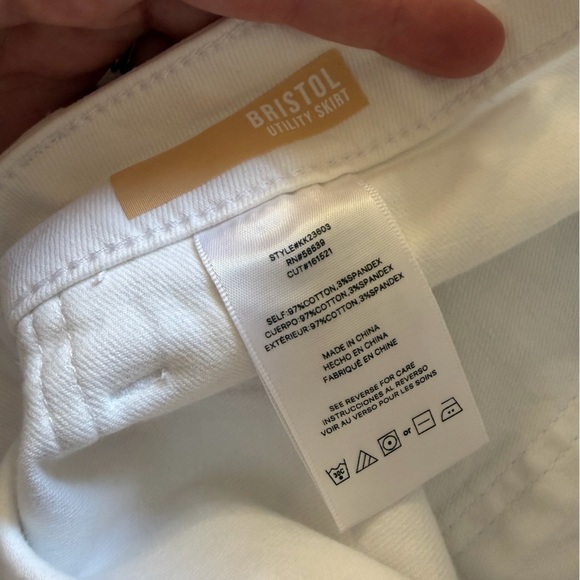 BRISTOL
UTILITY SKIRT
STYLE#KK23603
RN#58589
CUT#161521
SELF:97%COTTON,3%SPANDEX
CUERPO:97%COTTON,3%SPANDEX
EXTÉRIEUR:97%COTTON,3%SPANDEX
MADE IN CHINA
HECHO EN CHINA
FABRIQUÉ EN CHINE
SEE REVERSE FOR CARE
INSTRUCCIONES AL REVERSO
VOIR AU VERSO POUR LES SOINS
30C or